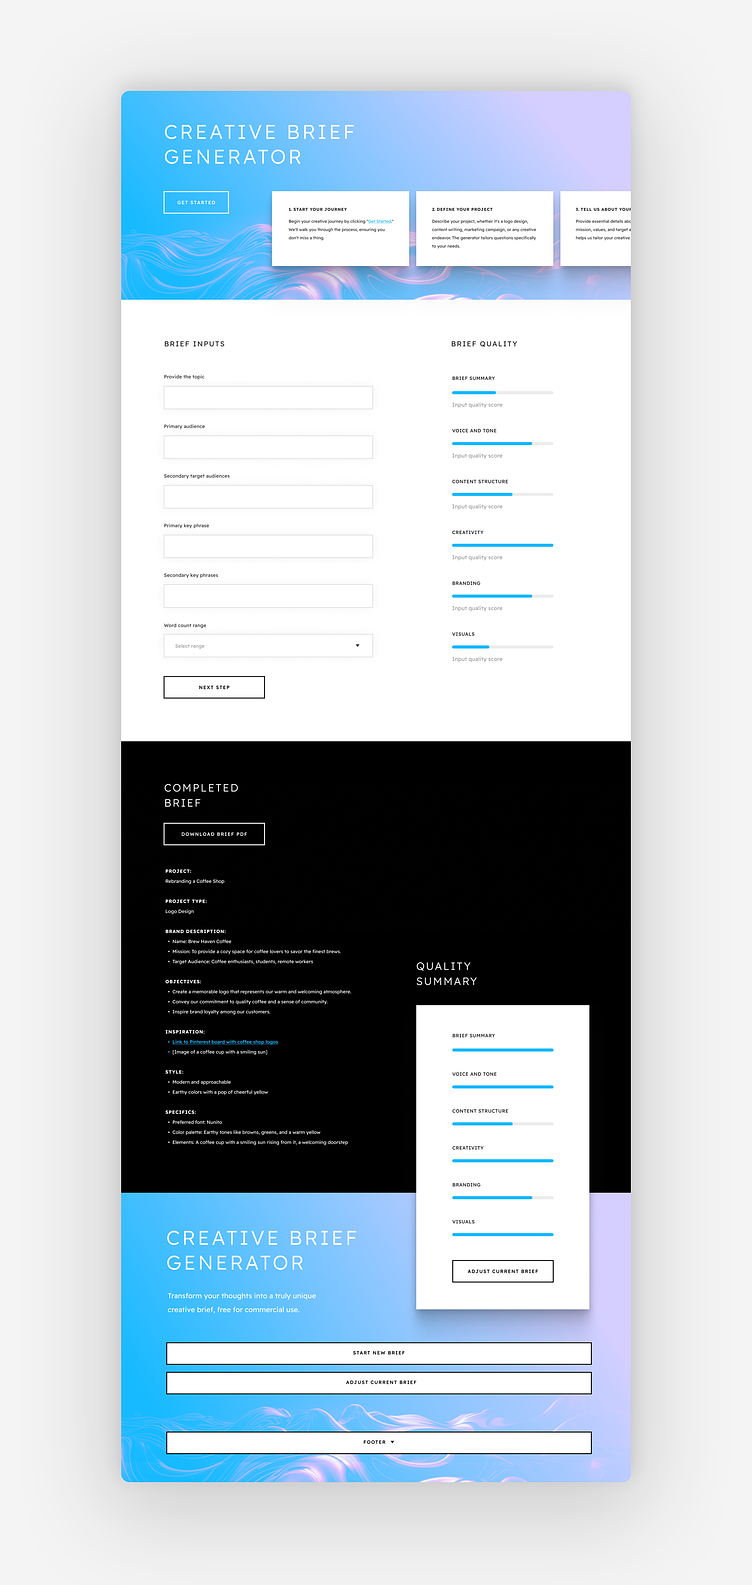 CREATIVE BRIEF
GENERATOR
GET STARTED
1. START YOUR JOURNEY
Begin your creative journey by clicking "Get Started."
We'll walk you through the process, ensuring you
don't miss a thing.
2. DEFINE YOUR PROJECT
Describe your project, whether it's a logo design,
content writing, marketing campaign, or any creative
endeavor. The generator tailors questions specifically
to your needs.
3. TELL US ABOUT YOUR
Provide essential details
mission, values, and target
helps us tailor your creative
BRIEF INPUTS
Provide the topic
Primary audience
Secondary target audiences
Primary key phrase
Secondary key phrases
Word count range
Select range
NEXT STEP
BRIEF QUALITY
BRIEF SUMMARY
Input quality score
VOICE AND TONE
Input quality score
CONTENT STRUCTURE
Input quality score
CREATIVITY
Input quality score
BRANDING
Input quality score
VISUALS
Input quality score
COMPLETED
BRIEF
DOWNLOAD BRIEF PDF
PROJECT:
Rebranding a Coffee Shop
PROJECT TYPE:
Logo Design
BRAND DESCRIPTION:
• Name: Brew Haven Coffee
• Mission: To provide a cozy space for coffee lovers to savor the finest brews.
• Target Audience: Coffee enthusiasts, students, remote workers
OBJECTIVES:
• Create a memorable logo that represents our warm and welcoming atmosphere.
• Convey our commitment to quality coffee and a sense of community.
• Inspire brand loyalty among our customers.
INSPIRATION:
• Link to Pinterest board with coffee shop logos
• [Image of a coffee cup with a smiling sun]
STYLE:
• Modern and approachable
• Earthy colors with a pop of cheerful yellow
SPECIFICS:
• Preferred font: Nunito
• Color palette: Earthy tones like browns, greens, and a warm yellow
• Elements: A coffee cup with a smiling sun rising from it, a welcoming doorstep
QUALITY
SUMMARY
BRIEF SUMMARY
VOICE AND TONE
CONTENT STRUCTURE
CREATIVITY
BRANDING
VISUALS
ADJUST CURRENT BRIEF
CREATIVE BRIEF
GENERATOR
Transform your thoughts into a truly unique
creative brief, free for commercial use.
START NEW BRIEF
ADJUST CURRENT BRIEF
FOOTER